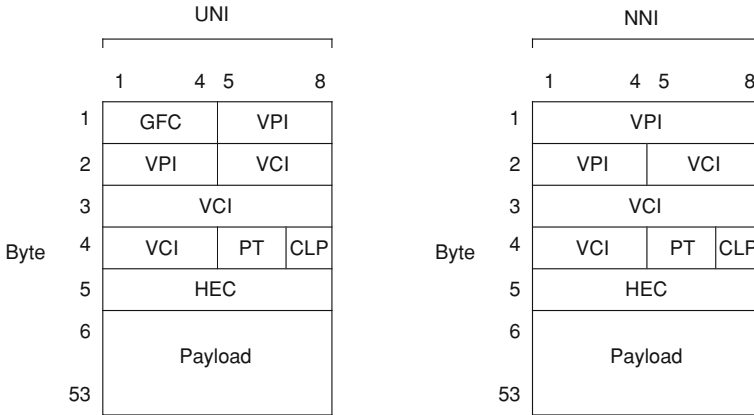 UNI NNI
1 4 5 8 1 4 5 8
1 GFC VPI 1 VPI
2 VPI VCI 2 VPI VCI
3 VCI 3 VCI
Byte 4 VCI PT CLP Byte 4 VCI PT CLP
5 HEC 5 HEC
6 6
Payload Payload
53 53